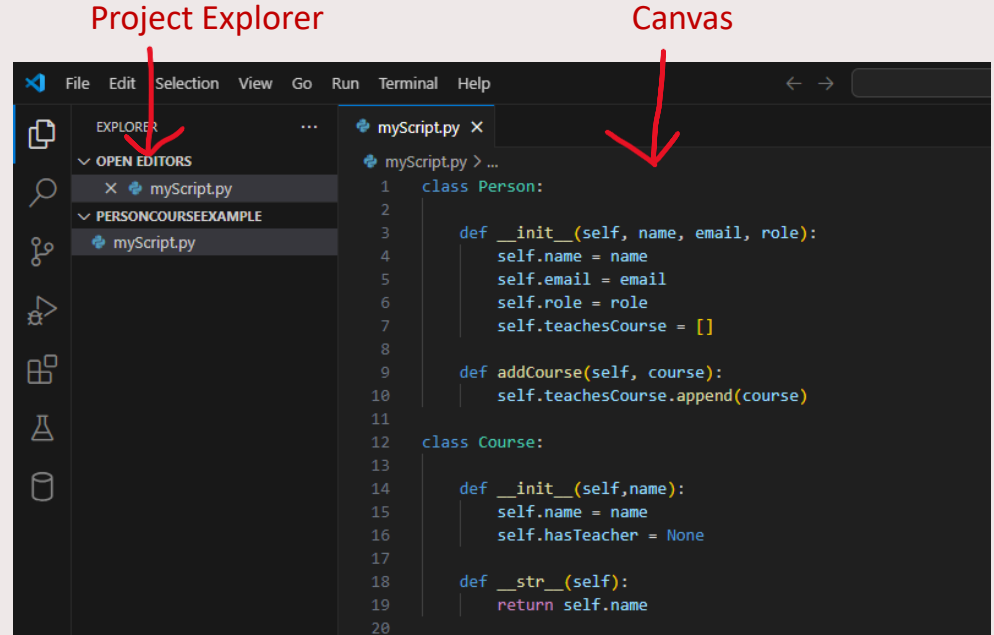 Project Explorer
Canvas
File Edit Selection View Go Run Terminal Help
EXPLORER
OPEN EDITORS
myScript.py
PERSONCOURSEEXAMPLE
myScript.py
myScript.py
myScript.py > ...
1 class Person:
2
3     def __init__(self, name, email, role):
4         self.name = name
5         self.email = email
6         self.role = role
7         self.teachesCourse = []
8
9     def addCourse(self, course):
10         self.teachesCourse.append(course)
11
12 class Course:
13
14     def __init__(self,name):
15         self.name = name
16         self.hasTeacher = None
17
18     def __str__(self):
19         return self.name
20